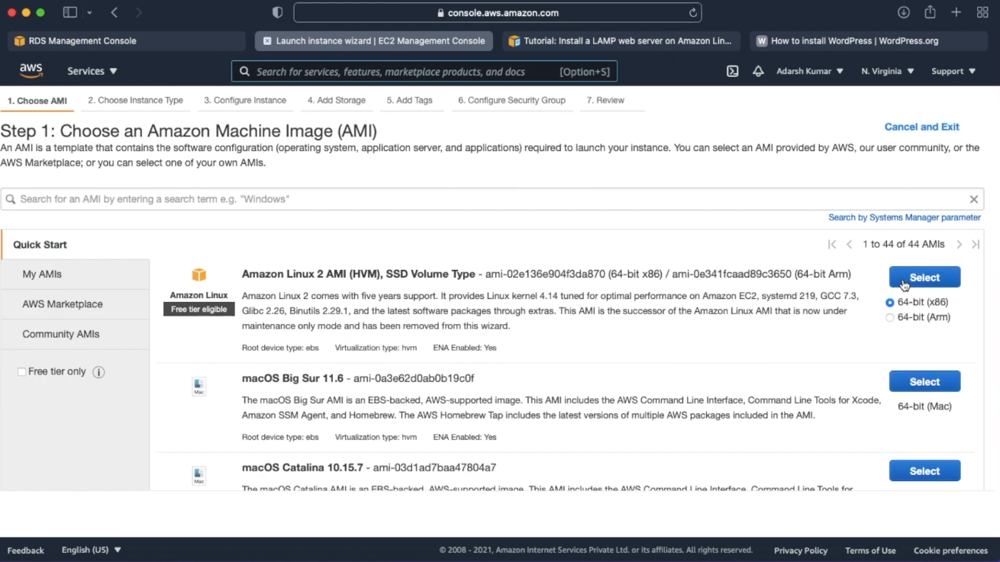 console.aws.amazon.com
RDS Management Console
Launch instance wizard | EC2 Management Console
Tutorial: Install a LAMP web server on Amazon Lin...
W How to install WordPress | WordPress.org
aws
Services
Search for services, features, marketplace products, and docs [Option+S]
Adarsh Kumar
N. Virginia
Support
1. Choose AMI
2. Choose Instance Type
3. Configure Instance
4. Add Storage
5. Add Tags
6. Configure Security Group
7. Review
Step 1: Choose an Amazon Machine Image (AMI)
Cancel and Exit
An AMI is a template that contains the software configuration (operating system, application server, and applications) required to launch your instance. You can select an AMI provided by AWS, our user community, or the
AWS Marketplace; or you can select one of your own AMIs.
Search for an AMI by entering a search term e.g. "Windows"
Search by Systems Manager parameter
Quick Start
1 to 44 of 44 AMIs
My AMIs
AWS Marketplace
Community AMIs
Free tier only
Amazon Linux
Free tier eligible
Amazon Linux 2 AMI (HVM), SSD Volume Type - ami-02e136e904f3da870 (64-bit x86) / ami-0e341fcaad89c3650 (64-bit Arm)
Amazon Linux 2 comes with five years support. It provides Linux kernel 4.14 tuned for optimal performance on Amazon EC2, systemd 219, GCC 7.3,
Glibc 2.26, Binutils 2.29.1, and the latest software packages through extras. This AMI is the successor of the Amazon Linux AMI that is now under
maintenance only mode and has been removed from this wizard.
Root device type: ebs Virtualization type: hvm ENA Enabled: Yes
Select
64-bit (x86)
64-bit (Arm)
Mac
macOS Big Sur 11.6 - ami-0a3e62d0ab0b19c0f
The macOS Big Sur AMI is an EBS-backed, AWS-supported image. This AMI includes the AWS Command Line Interface, Command Line Tools for Xcode,
Amazon SSM Agent, and Homebrew. The AWS Homebrew Tap includes the latest versions of multiple AWS packages included in the AMI.
Root device type: ebs Virtualization type: hvm ENA Enabled: Yes
Select
64-bit (Mac)
Mac
macOS Catalina 10.15.7 - ami-03d1ad7baa47804a7
The macOS Catalina AMI is an EBS-backed, AWS-supported image. This AMI includes the AWS Command Line Interface, Command Line Tools for
Select
Feedback
English (US)
© 2008 - 2021, Amazon Internet Services Private Ltd. or its affiliates. All rights reserved.
Privacy Policy
Terms of Use
Cookie preferences